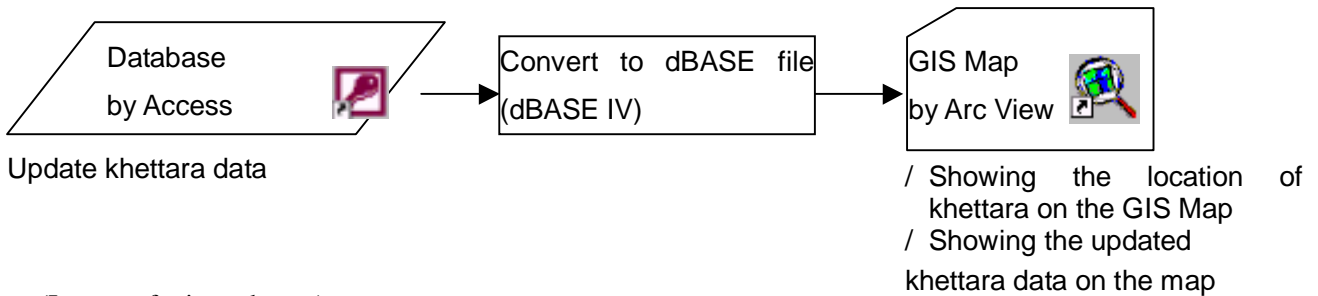 Database
by Access
Update khettara data
Convert to dBASE file
(dBASE IV)
GIS Map
by Arc View
/ Showing the location of
khettara on the GIS Map
/ Showing the updated
khettara data on the map